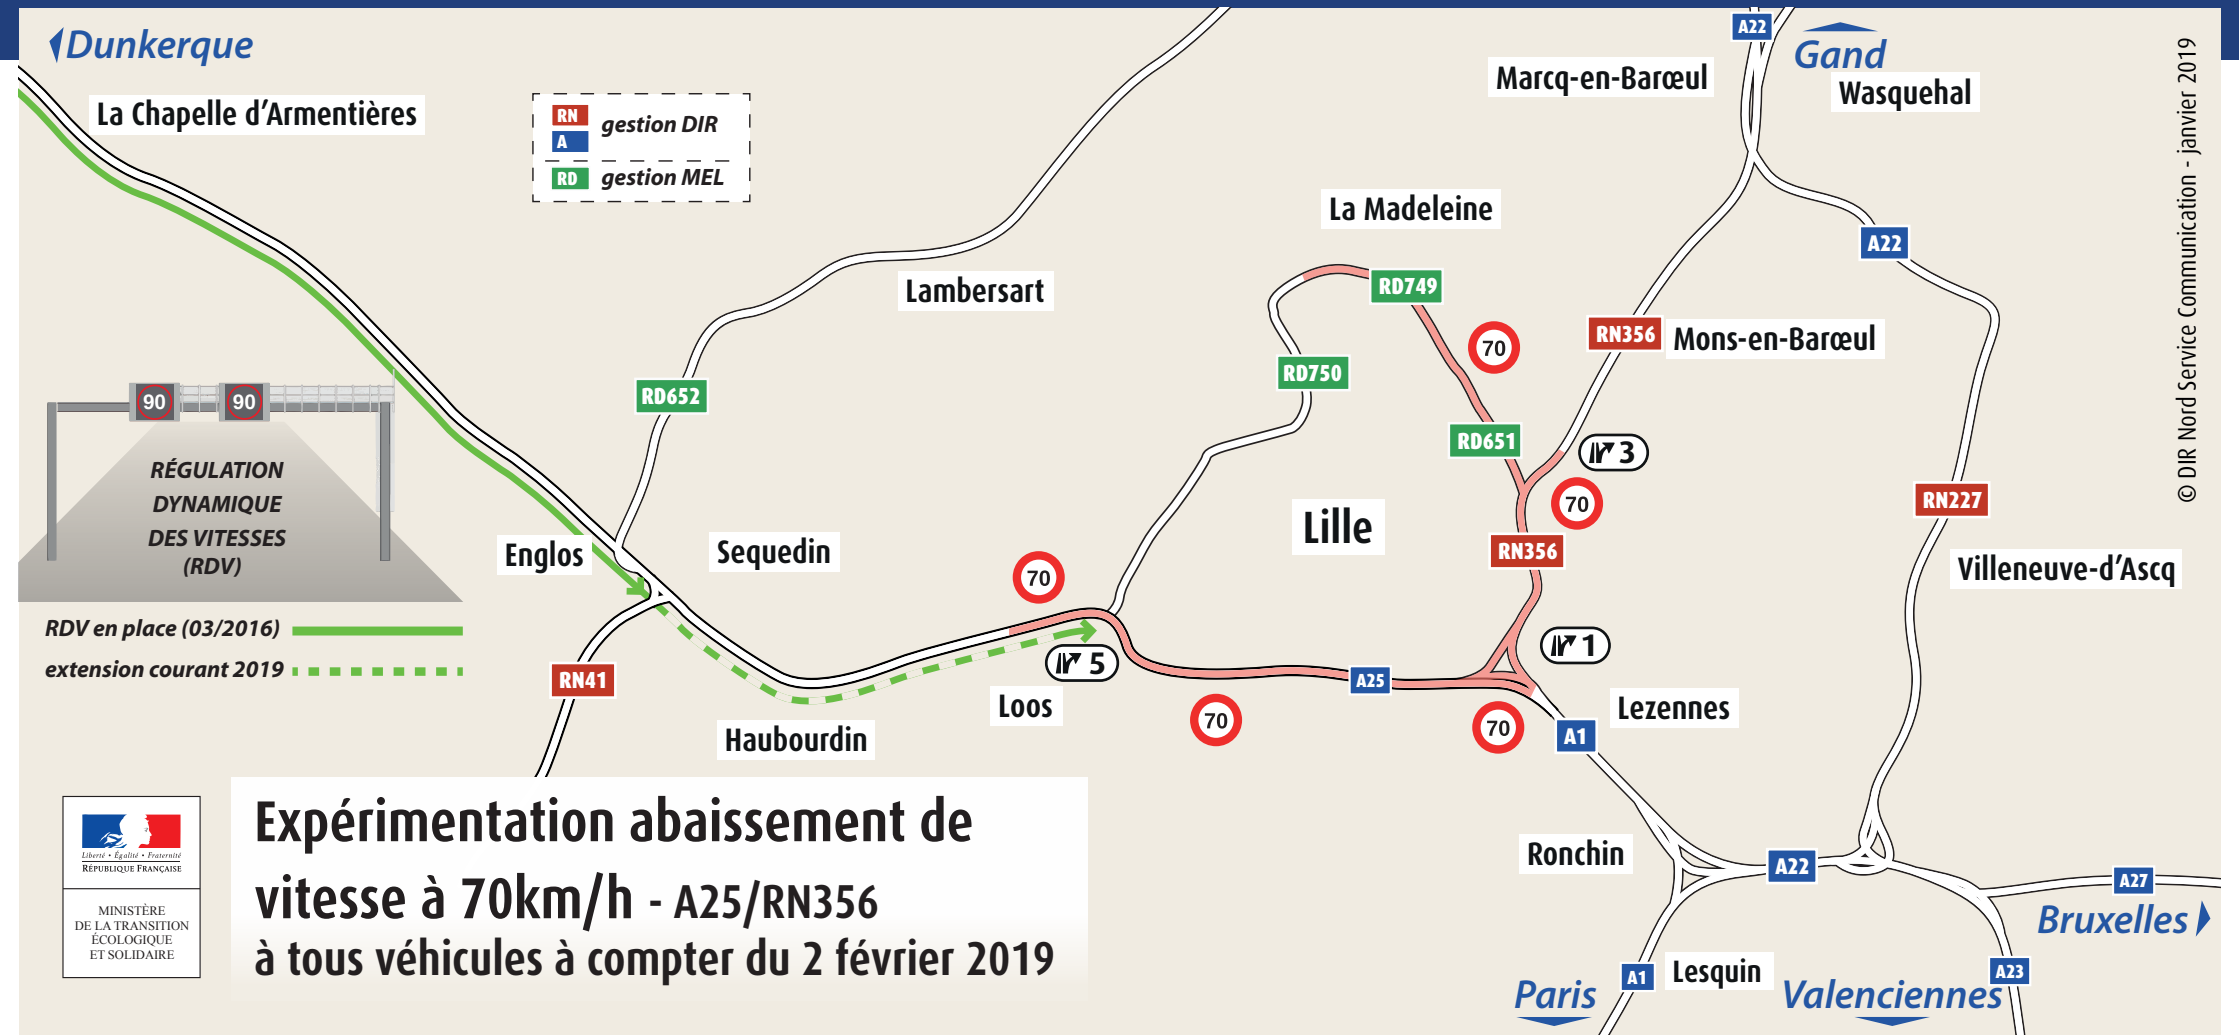 Dunkerque
La Chapelle d'Armentières
RN
A
gestion DIR
RD
gestion MEL
A22
Gand
Marcq-en-Barœul
Wasquehal
La Madeleine
A22
Lambersart
RD749
RN356
Mons-en-Barœul
70
RD750
RD652
RD651
3
90
90
RÉGULATION
DYNAMIQUE
DES VITESSES
(RDV)
RDV en place (03/2016)
extension courant 2019
Lille
70
RN227
RN356
Englos
Sequedin
70
Villeneuve-d'Ascq
1
5
RN41
A25
Loos
70
70
Lezennes
A1
Haubourdin
Liberté • Égalité • Fraternité
RÉPUBLIQUE FRANÇAISE
MINISTÈRE
DE LA TRANSITION
ÉCOLOGIQUE
ET SOLIDAIRE
Expérimentation abaissement de
vitesse à 70km/h - A25/RN356
à tous véhicules à compter du 2 février 2019
Ronchin
A22
A27
Bruxelles
A1
Lesquin
A23
Paris
Valenciennes
© DIR Nord Service Communication - janvier 2019